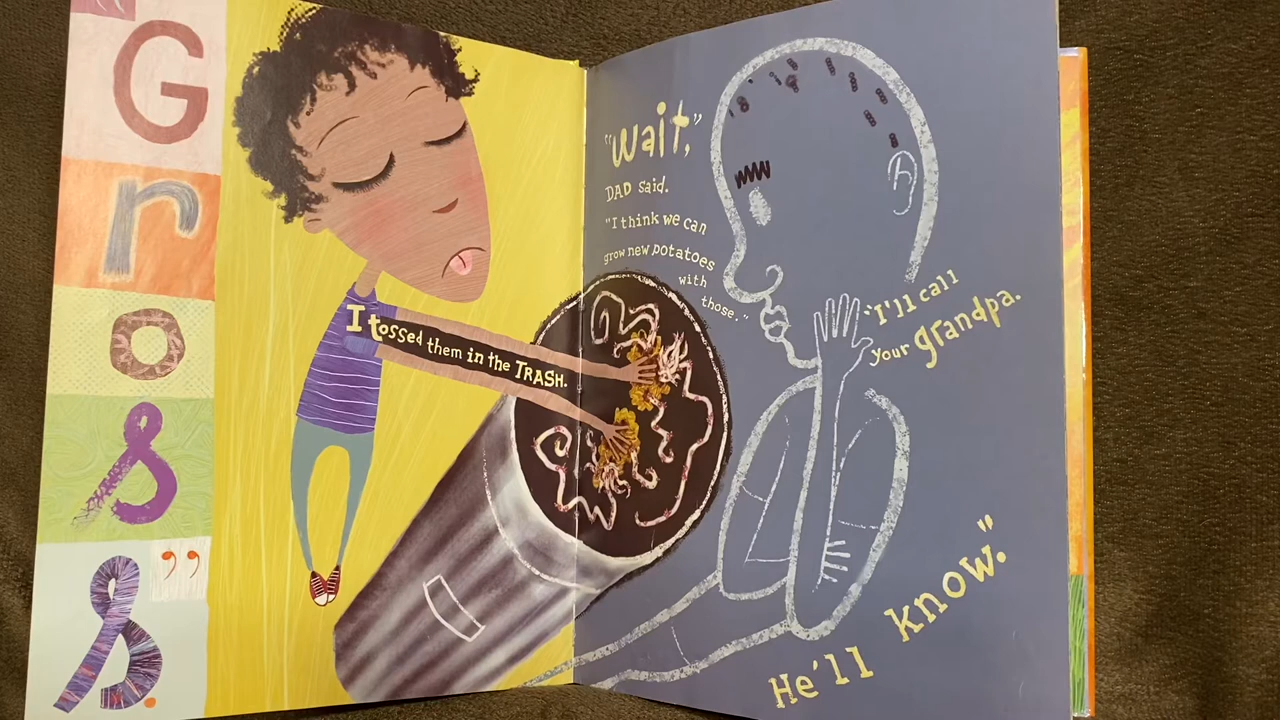 Gross.”
I tossed them in the TRASH.
“wait,”
DAD said.
“I think we can
grow new potatoes
with
those.”
“I'll call
your grandpa.
He'll know.”